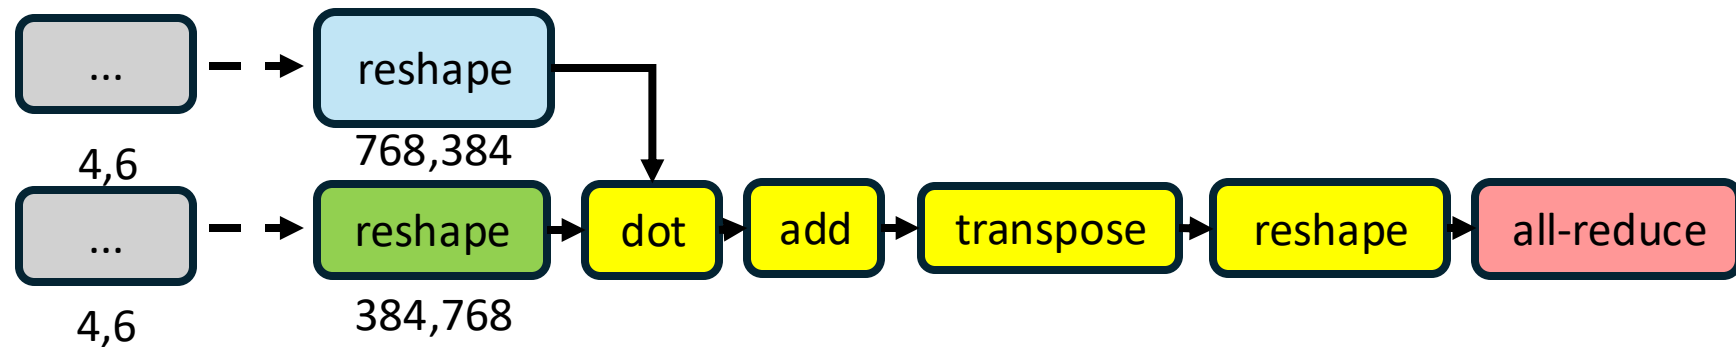 ...
reshape
4,6
768,384
...
reshape
dot
add
transpose
reshape
all-reduce
4,6
384,768